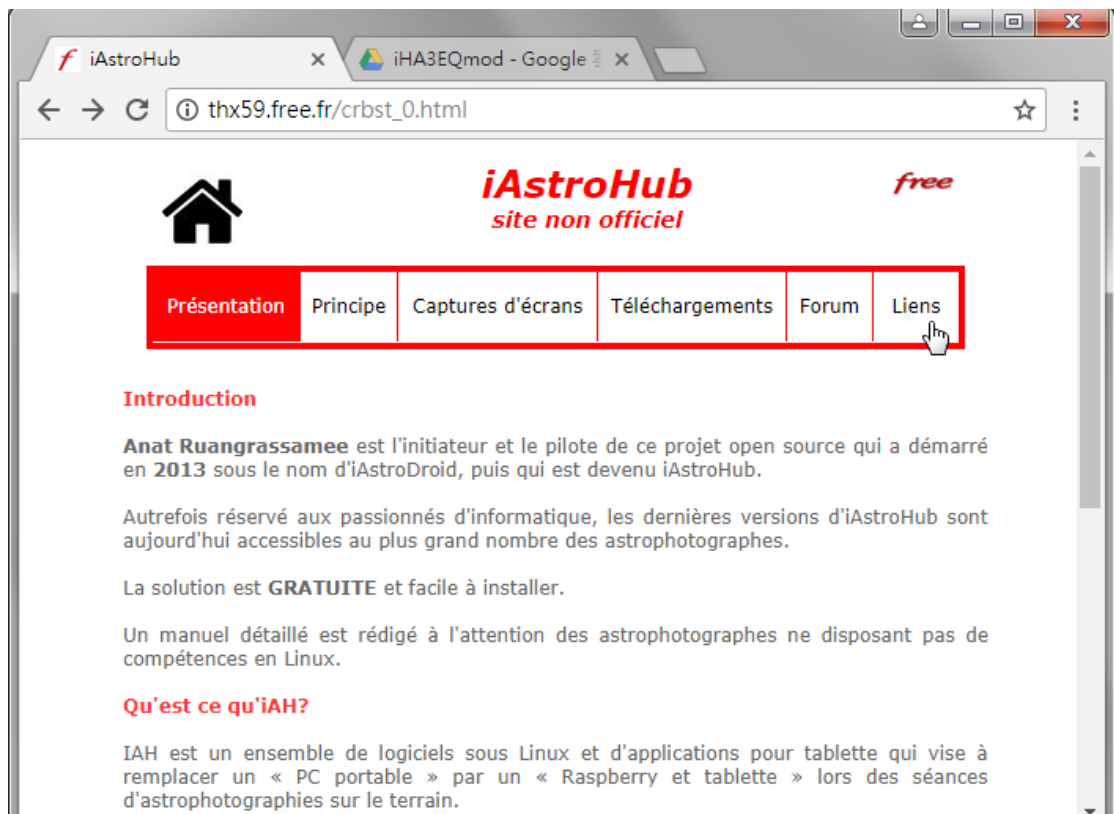 iAstroHub
iHA3EQmod - Google
thx59.free.fr/crbst_0.html
iAstroHub
site non officiel
free
Présentation Principe Captures d'écrans Téléchargements Forum Liens
Introduction
Anat Ruangrassamee est l'initiateur et le pilote de ce projet open source qui a démarré
en 2013 sous le nom d'iAstroDroid, puis qui est devenu iAstroHub.
Autrefois réservé aux passionnés d'informatique, les dernières versions d'iAstroHub sont
aujourd'hui accessibles au plus grand nombre des astrophotographes.
La solution est GRATUITE et facile à installer.
Un manuel détaillé est rédigé à l'attention des astrophotographes ne disposant pas de
compétences en Linux.
Qu'est ce qu'iAH?
IAH est un ensemble de logiciels sous Linux et d'applications pour tablette qui vise à
remplacer un « PC portable » par un « Raspberry et tablette » lors des séances
d'astrophotographies sur le terrain.